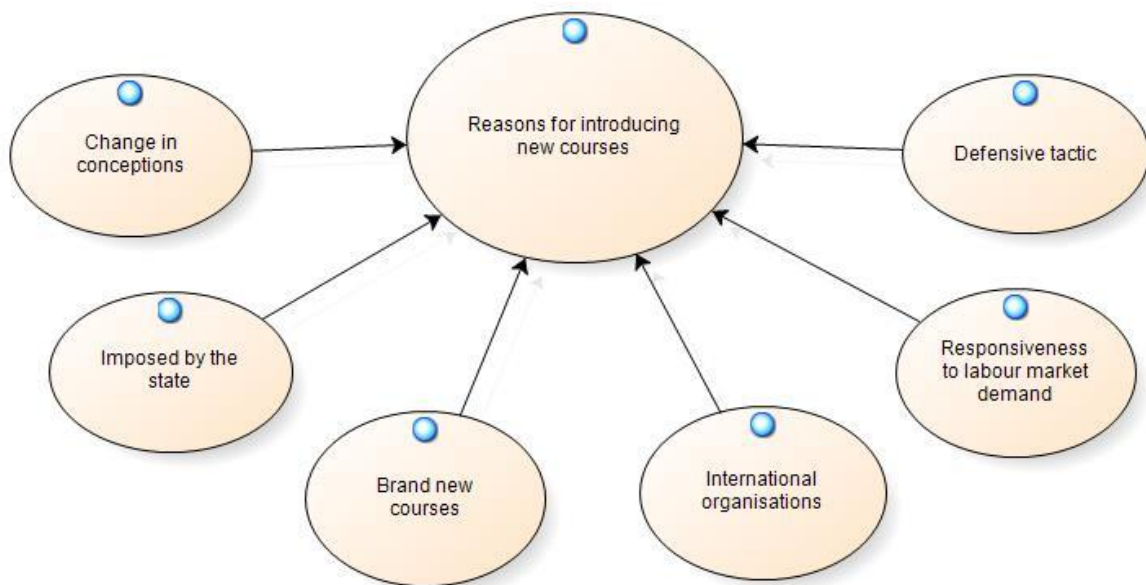 Reasons for introducing
new courses
Change in
conceptions
Defensive tactic
Imposed by the
state
Responsiveness
to labour market
demand
Brand new
courses
International
organisations